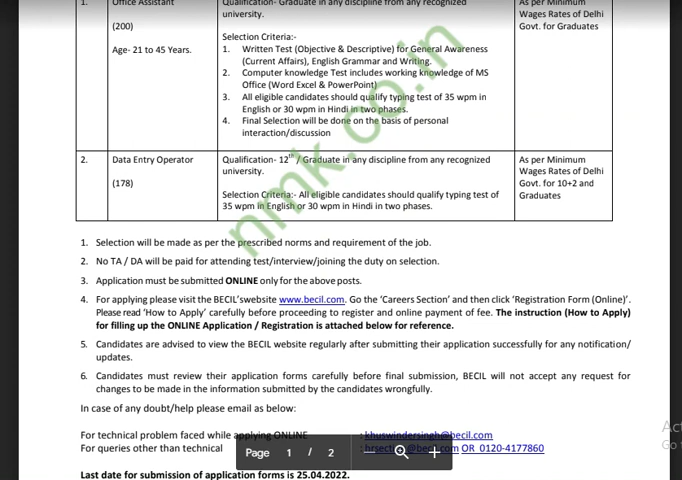 1. Office Assistant Qualification- Graduate in any discipline from any recognized As per Minimum
university. Wages Rates of Delhi
(200) Govt. for Graduates
Selection Criteria:-
Age- 21 to 45 Years. 1. Written Test (Objective & Descriptive) for General Awareness
(Current Affairs), English Grammar and Writing.
2. Computer knowledge Test includes working knowledge of MS
Office (Word Excel & PowerPoint)
3. All eligible candidates should qualify typing test of 35 wpm in
English or 30 wpm in Hindi in two phases.
4. Final Selection will be done on the basis of personal
interaction/discussion
2. Data Entry Operator Qualification- 12th / Graduate in any discipline from any recognized As per Minimum
university. Wages Rates of Delhi
(178) Govt. for 10+2 and
Selection Criteria:- All eligible candidates should qualify typing test of Graduates
35 wpm in English or 30 wpm in Hindi in two phases.
nmk.co.in
1. Selection will be made as per the prescribed norms and requirement of the job.
2. No TA / DA will be paid for attending test/interview/joining the duty on selection.
3. Application must be submitted ONLINE only for the above posts.
4. For applying please visit the BECIL'swebsite www.becil.com. Go the 'Careers Section' and then click 'Registration Form (Online)'.
Please read 'How to Apply' carefully before proceeding to register and online payment of fee. The instruction (How to Apply)
for filling up the ONLINE Application / Registration is attached below for reference.
5. Candidates are advised to view the BECIL website regularly after submitting their application successfully for any notification/
updates.
6. Candidates must review their application forms carefully before final submission, BECIL will not accept any request for
changes to be made in the information submitted by the candidates wrongfully.
In case of any doubt/help please email as below:
For technical problem faced while applying ONLINE : khuswindersingh@becil.com
For queries other than technical OR 0120-4177860
Page 1 / 2
Last date for submission of application forms is 25.04.2022.